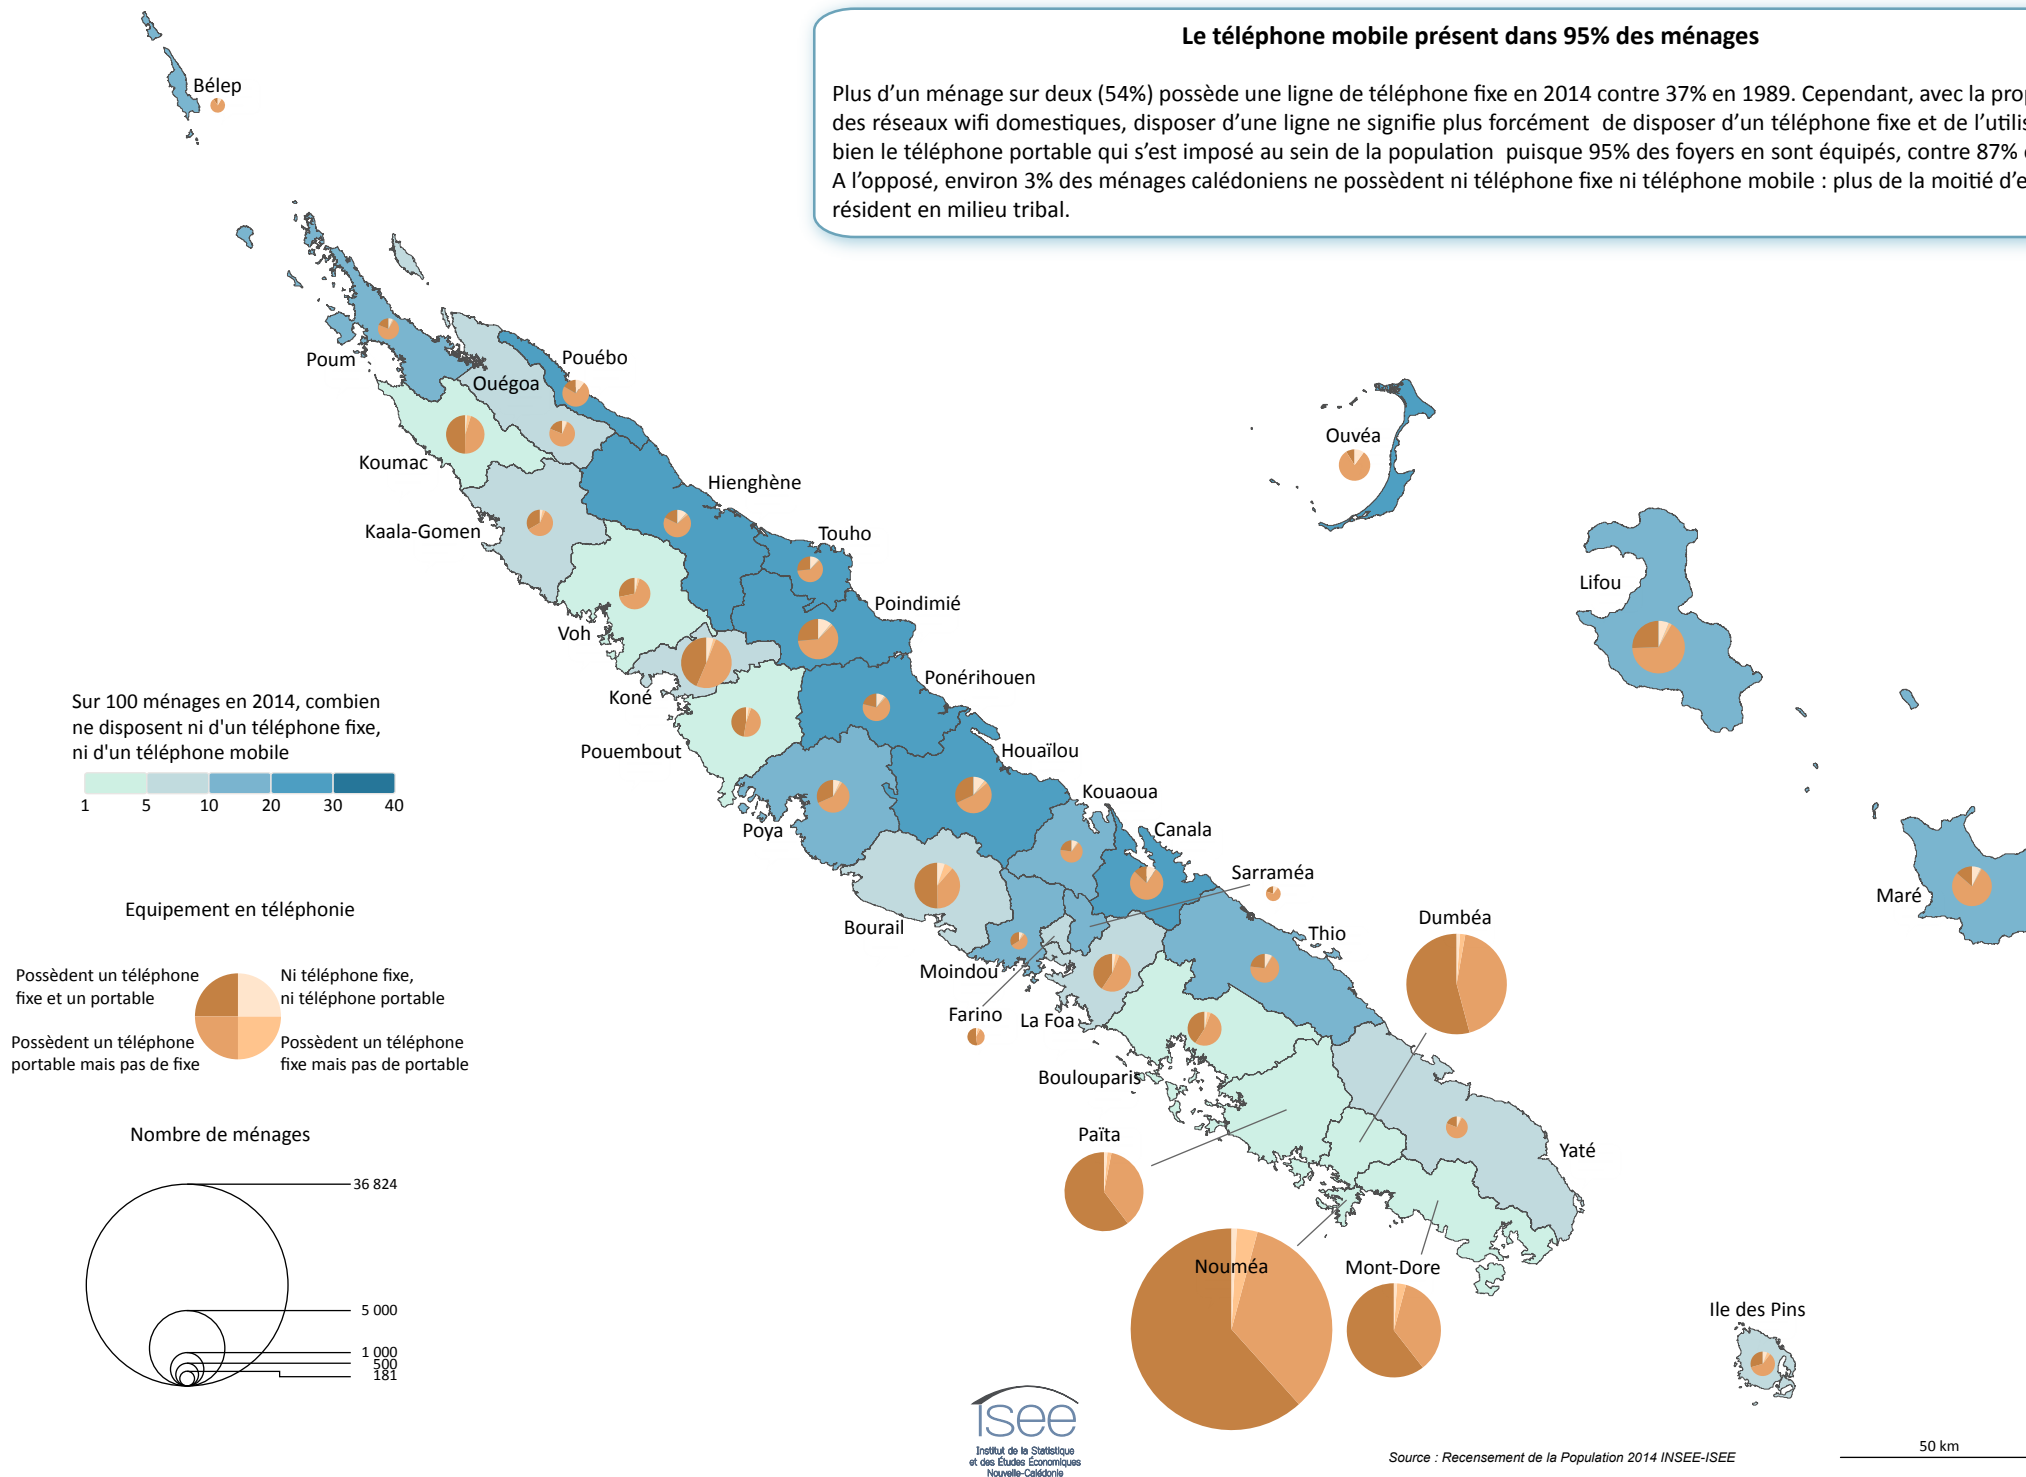 Le téléphone mobile présent dans 95% des ménages
Plus d’un ménage sur deux (54%) possède une ligne de téléphone fixe en 2014 contre 37% en 1989. Cependant, avec la
des réseaux wifi domestiques, disposer d’une ligne ne signifie plus forcément de disposer d’un téléphone fixe et de
bien le téléphone portable qui s’est imposé au sein de la population puisque 95% des foyers en sont équipés, contre 87%
A l’opposé, environ 3% des ménages calédoniens ne possèdent ni téléphone fixe ni téléphone mobile : plus de la moitié
résident en milieu tribal.
Bélep
Poum
Ouégoa
Pouébo
Koumac
Kaala-Gomen
Hienghène
Touho
Voh
Poindimié
Koné
Ponérihouen
Pouembout
Houaïlou
Poya
Kouaoua
Canala
Sarraméa
Bourail
Moindou
Farino
La Foa
Thio
Dumbéa
Boulouparis
Païta
Yaté
Nouméa
Mont-Dore
Ile des Pins
Ouvéa
Lifou
Maré
Sur 100 ménages en 2014, combien
ne disposent ni d'un téléphone fixe,
ni d'un téléphone mobile
1 5 10 20 30 40
Equipement en téléphonie
Possèdent un téléphone
fixe et un portable
Ni téléphone fixe,
ni téléphone portable
Possèdent un téléphone
portable mais pas de fixe
Possèdent un téléphone
fixe mais pas de portable
Nombre de ménages
36 824
5 000
1 000
500
181
isee
Institut de la Statistique
et des Études Économiques
Nouvelle-Calédonie
Source : Recensement de la Population 2014 INSEE-ISEE
50 km